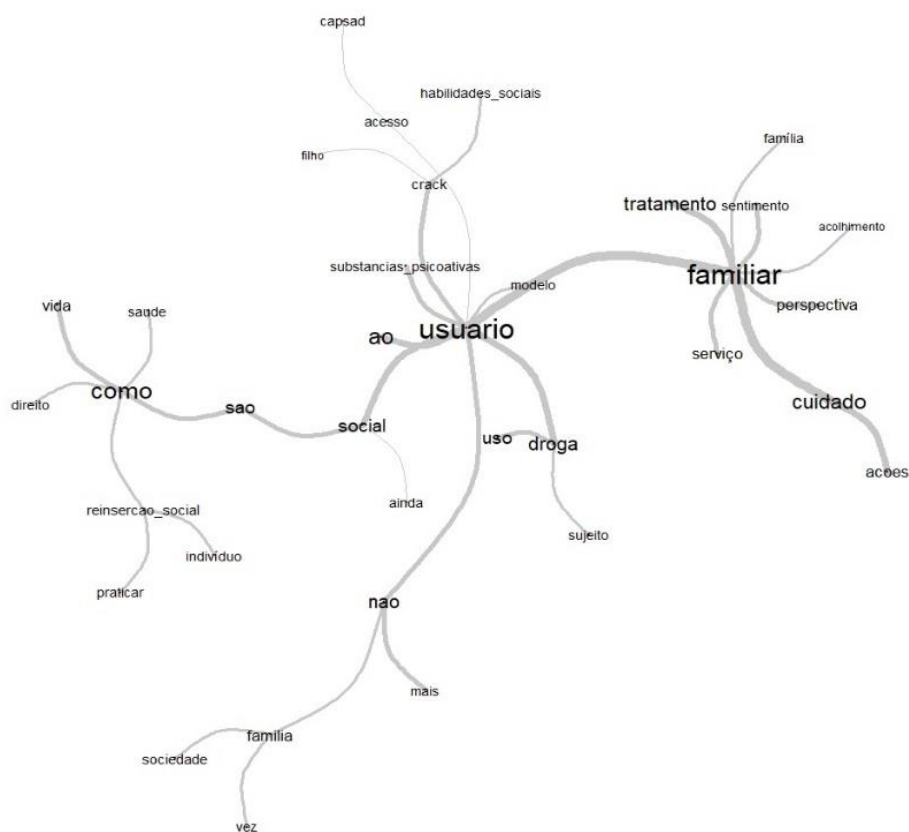 capsad
habilidades_sociais
acesso
família
filho
crack
tratamento
sentimento
acolhimento
substancias_psicoativas
familiar
modelo
vida
saude
perspectiva
usuario
ao
serviço
como
direito
sao
cuidado
social
uso
droga
acoes
ainda
reinsercao_social
sujeito
individuo
praticar
nao
mais
familia
sociedade
vez